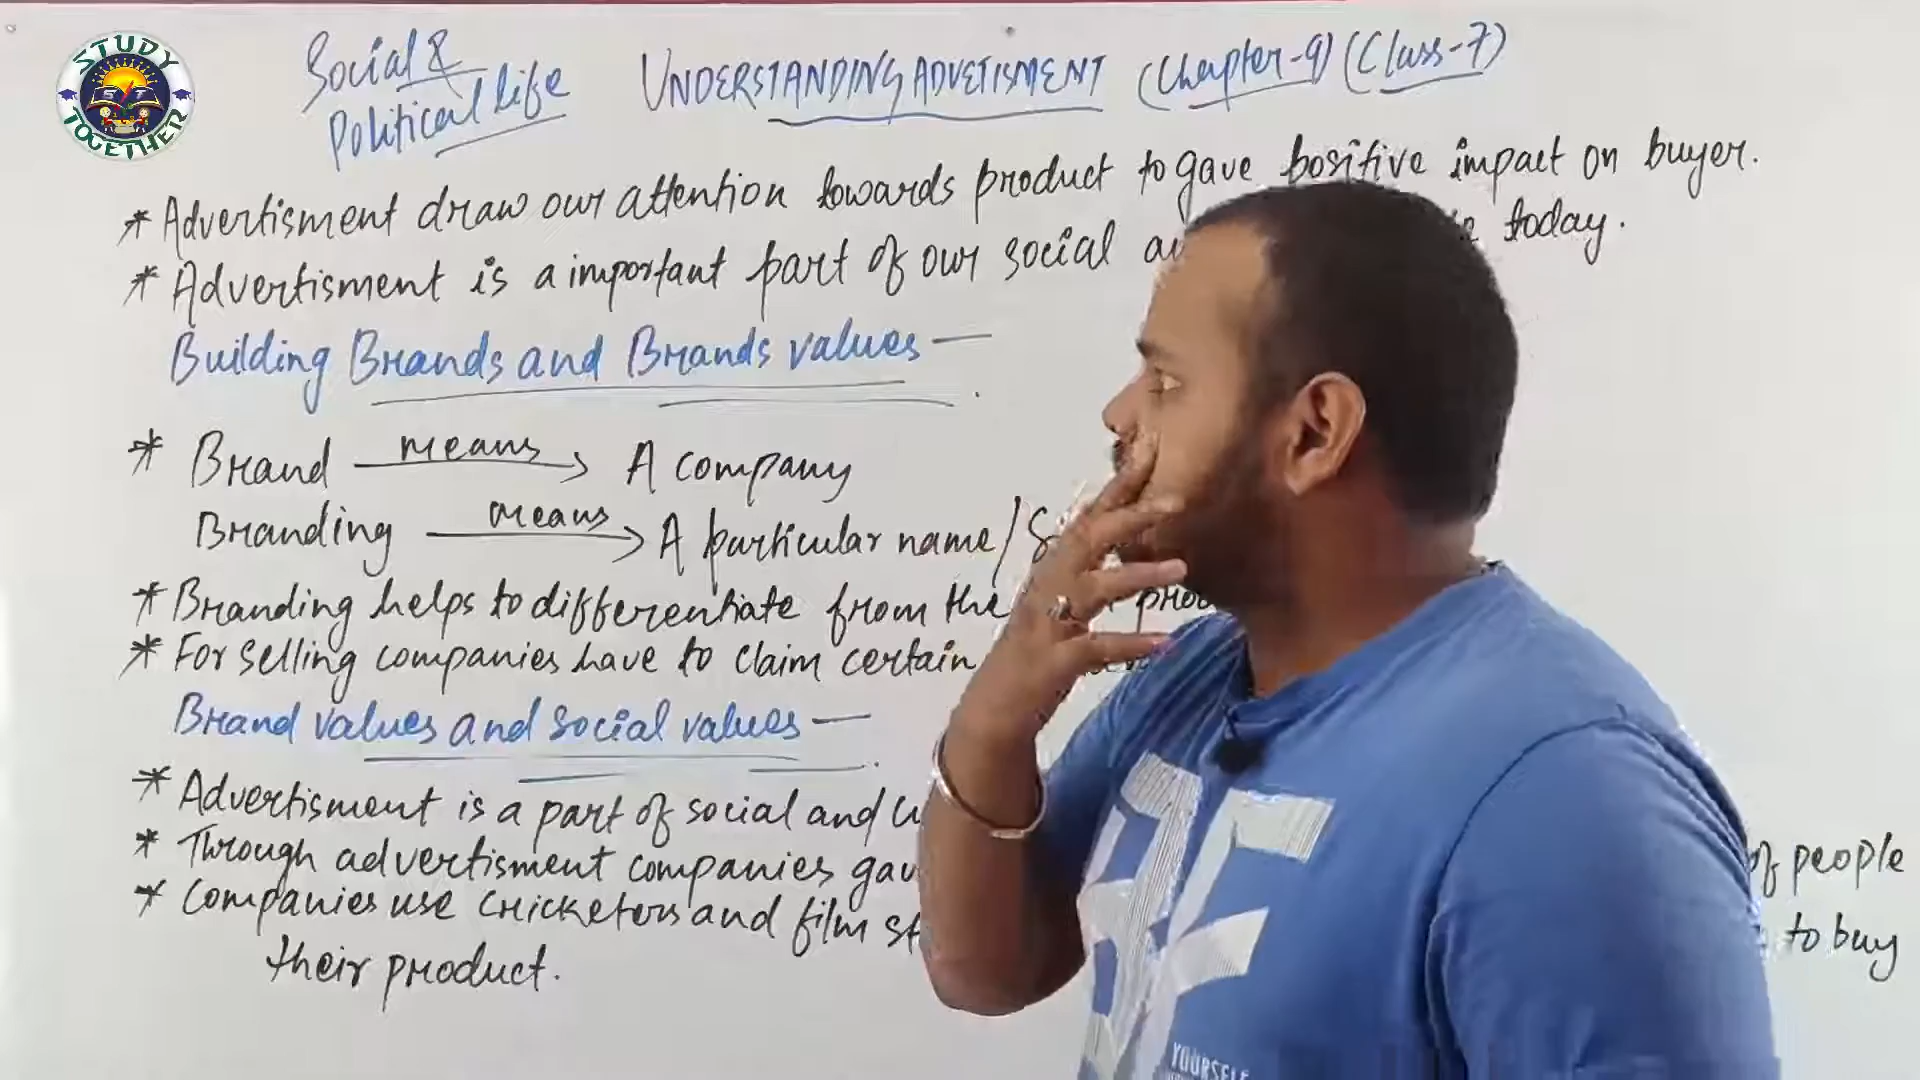 STUDY
ST
TOGETHER
Social &
Political life
UNDERSTANDING ADVETISMENT (Chapter-9) (Class-7)
* Advertisment draw our attention towards product to gave positive impact on buyer.
* Advertisment is a important part of our social today.
Building Brands and Brands values —
* Brand means → A company
Branding means → A particular name/
* Branding helps to differentiate from the
* For selling companies have to claim certain
Brand values and social values —
* Advertisment is a part of social and
* Through advertisment companies of people
* Companies use cricketers and film to buy
their product.
YOURSELF